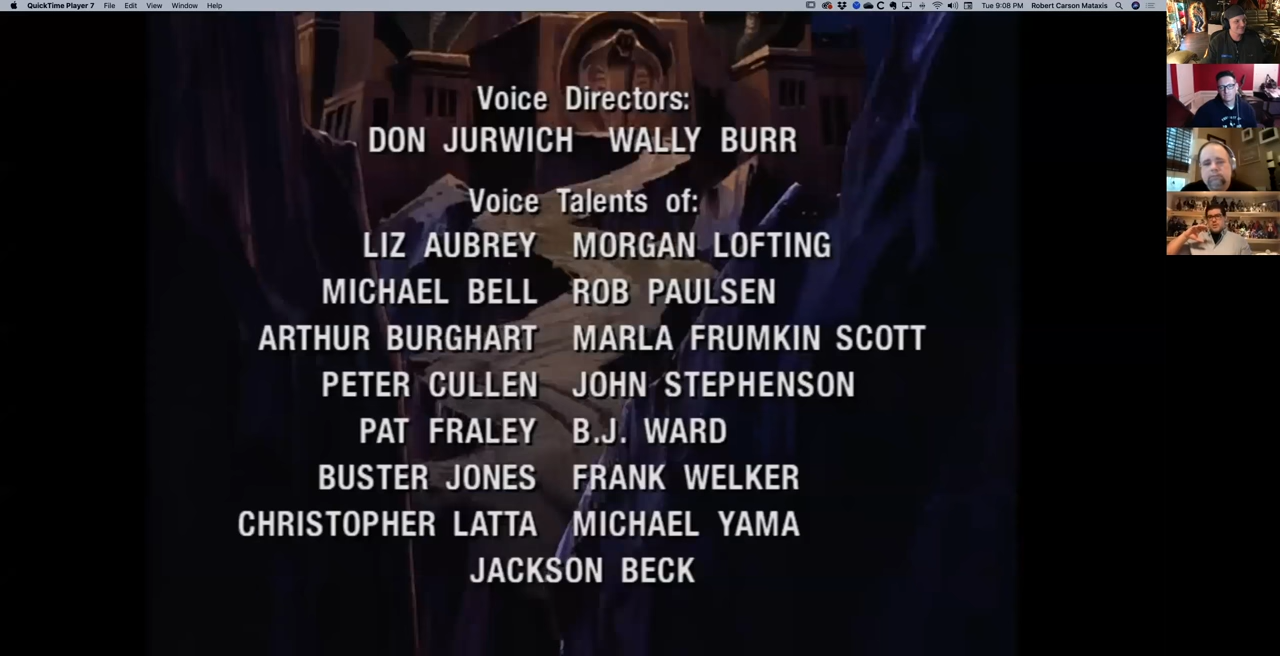 QuickTime Player 7 File Edit View Window Help Tue 9:08 PM Robert Carson Mataxis
Voice Directors:
DON JURWICH WALLY BURR
Voice Talents of:
LIZ AUBREY MORGAN LOFTING
MICHAEL BELL ROB PAULSEN
ARTHUR BURGHART MARLA FRUMKIN SCOTT
PETER CULLEN JOHN STEPHENSON
PAT FRALEY B.J. WARD
BUSTER JONES FRANK WELKER
CHRISTOPHER LATTA MICHAEL YAMA
JACKSON BECK